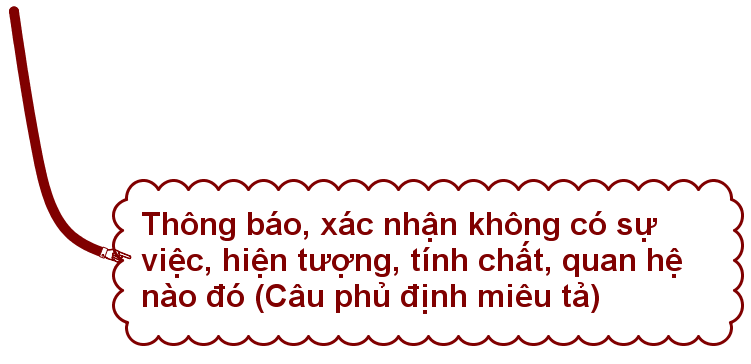 Thông báo, xác nhận không có sự
việc, hiện tượng, tính chất, quan hệ
nào đó (Câu phủ định miêu tả)